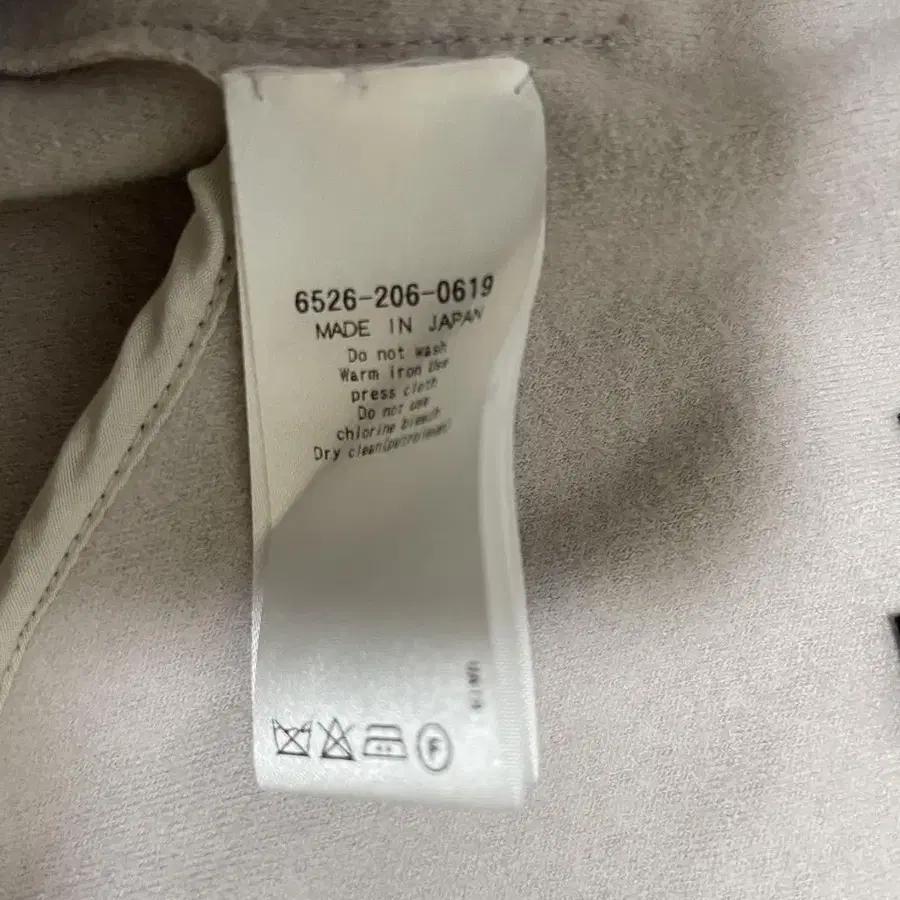 6526-206-0619
MADE IN JAPAN
Do not wash
Warm iron Use
press cloth
Do not use
chlorine bleach
Dry clean(petroleum)
F